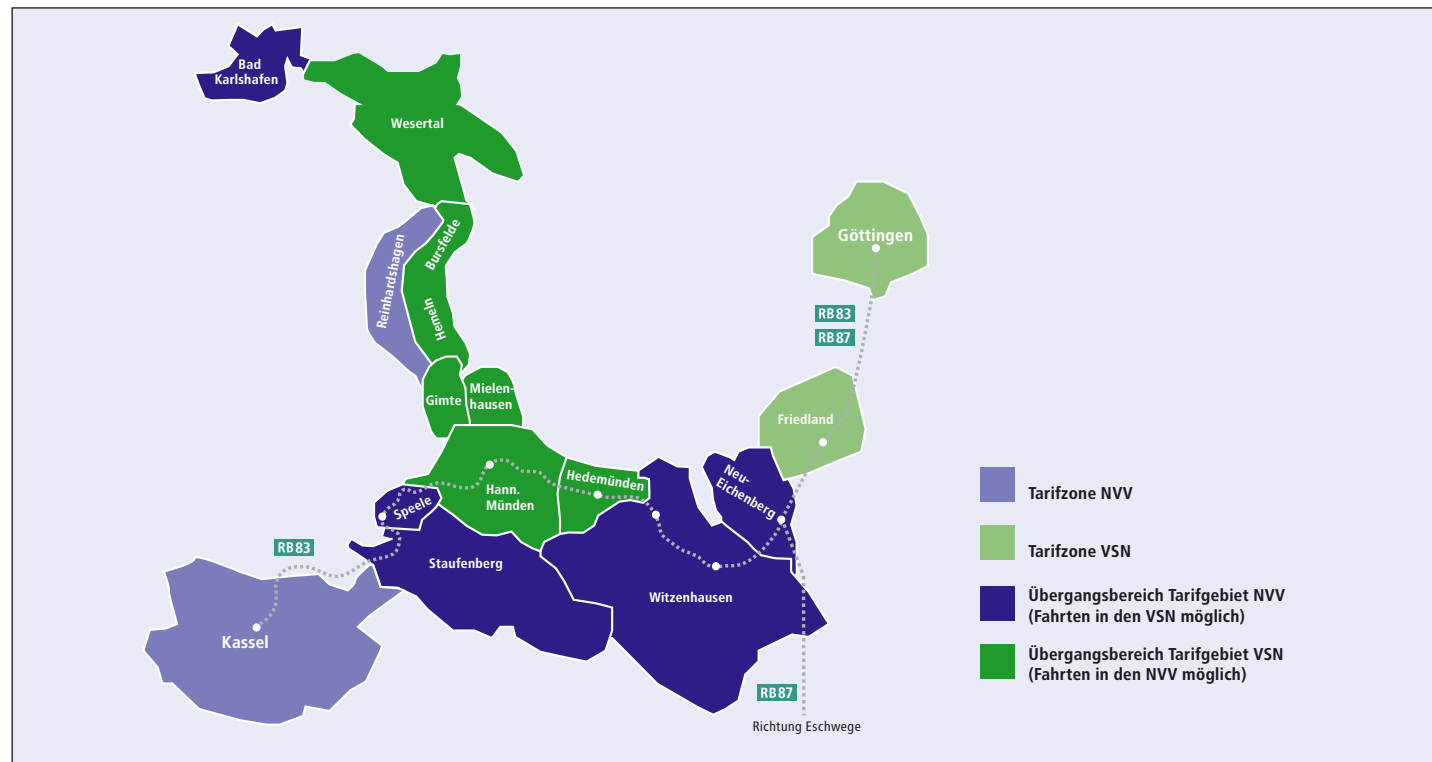 Bad
Karlshafen
Wesertal
Reinhardshagen
Bursfelde
Hemeln
Göttingen
RB83
RB87
Gimte
Mielen-
hausen
Friedland
Hann.
Münden
Hedemünden
Neu-
Eichenberg
Speele
RB83
Staufenberg
Witzenhausen
Kassel
RB87
Richtung Eschwege
Tarifzone NVV
Tarifzone VSN
Übergangsbereich Tarifgebiet NVV
(Fahrten in den VSN möglich)
Übergangsbereich Tarifgebiet VSN
(Fahrten in den NVV möglich)